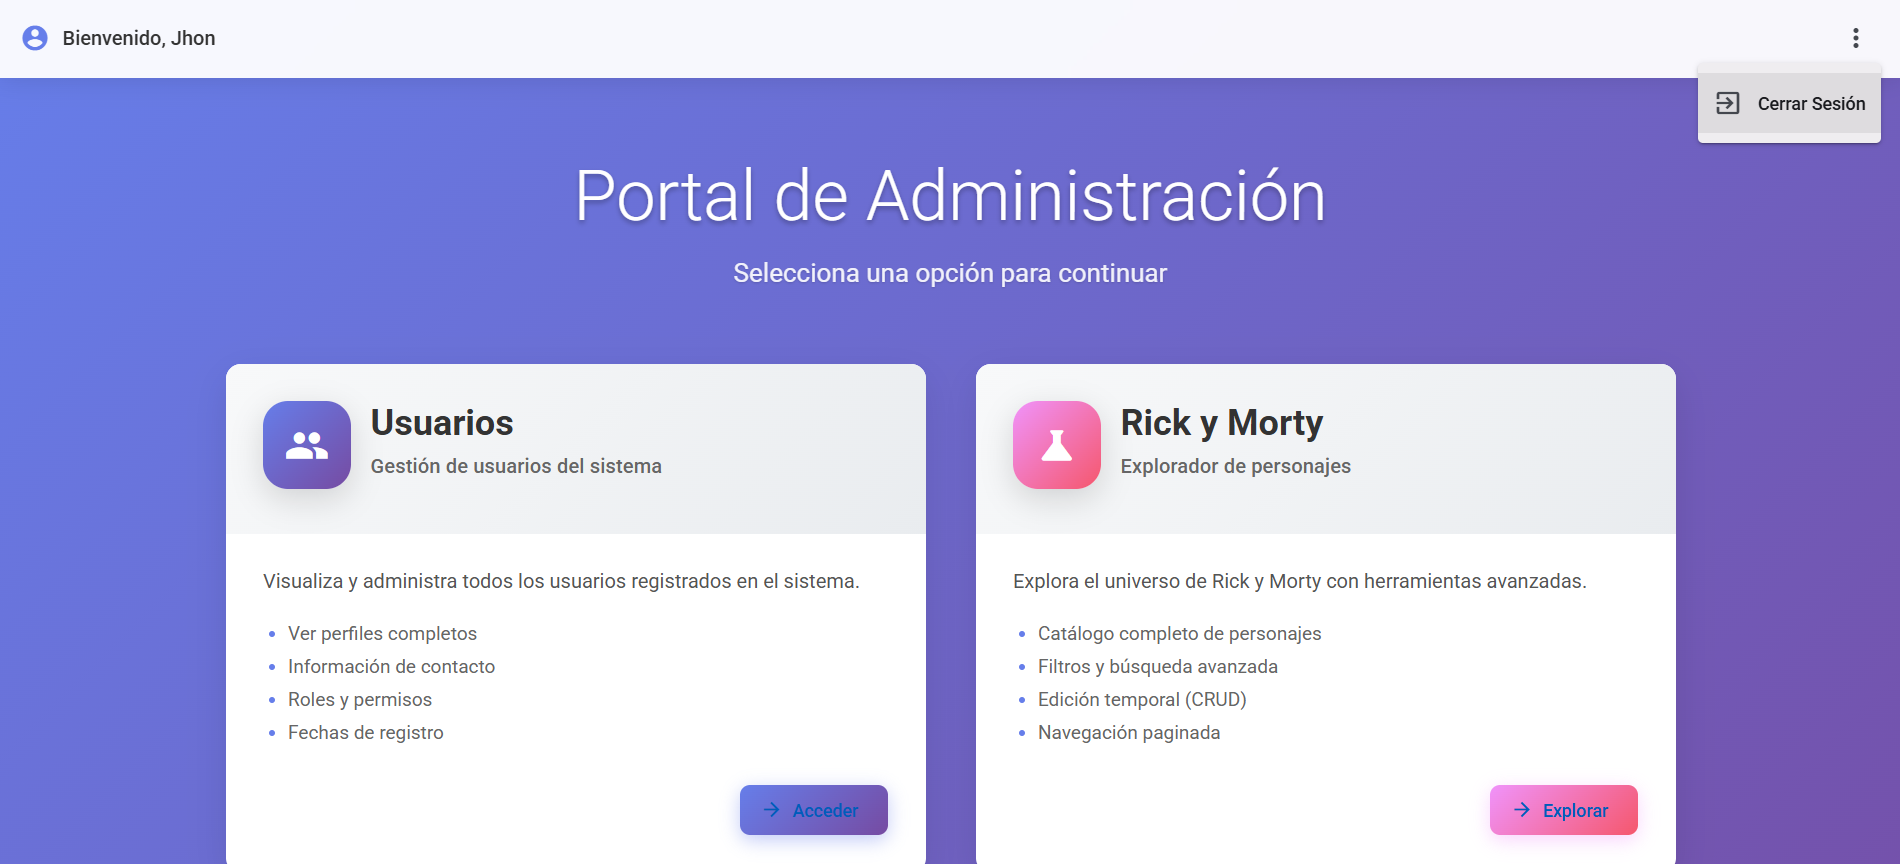 Bienvenido, Jhon
Cerrar Sesión
Portal de Administración
Selecciona una opción para continuar
Usuarios
Gestión de usuarios del sistema
Visualiza y administra todos los usuarios registrados en el sistema.
Ver perfiles completos
Información de contacto
Roles y permisos
Fechas de registro
Acceder
Rick y Morty
Explorador de personajes
Explora el universo de Rick y Morty con herramientas avanzadas.
Catálogo completo de personajes
Filtros y búsqueda avanzada
Edición temporal (CRUD)
Navegación paginada
Explorar